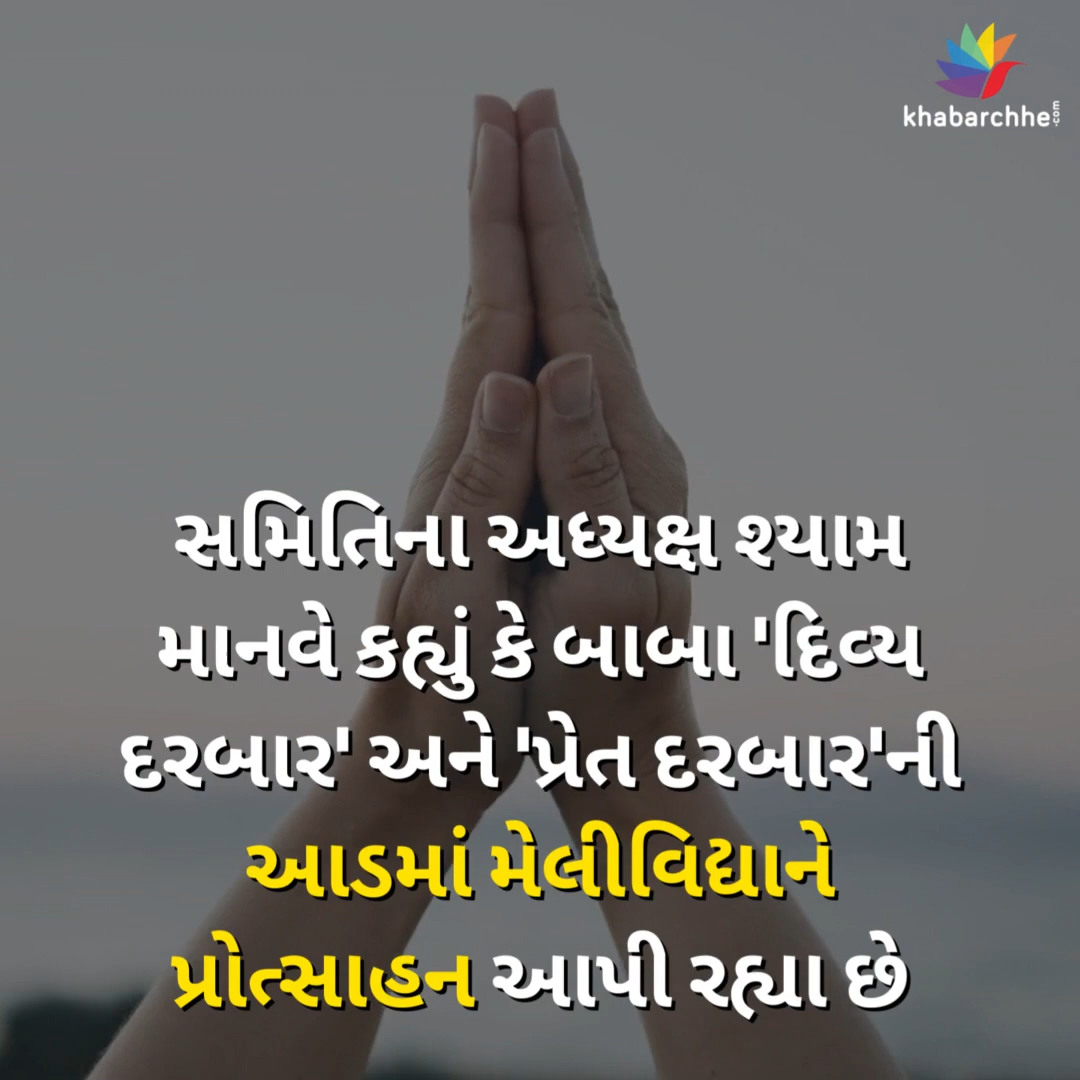 khabarchhe.com
સમિતિના અધ્યક્ષ શ્યામ
માનવે કહ્યું કે બાબા 'દિવ્ય
દરબાર' અને 'પ્રેત દરબાર'ની
આડમાં મેલીવિદ્યાને
પ્રોત્સાહન આપી રહ્યા છે